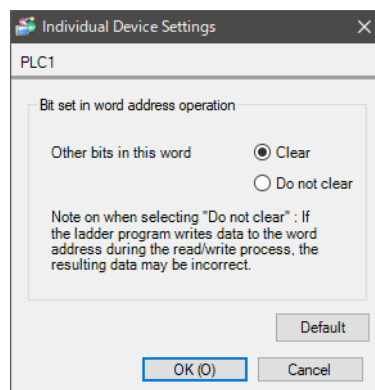 Individual Device Settings
PLC1
Bit set in word address operation
Other bits in this word
Clear
Do not clear
Note on when selecting "Do not clear" : If
the ladder program writes data to the word
address during the read/write process, the
resulting data may be incorrect.
Default
OK (O)
Cancel